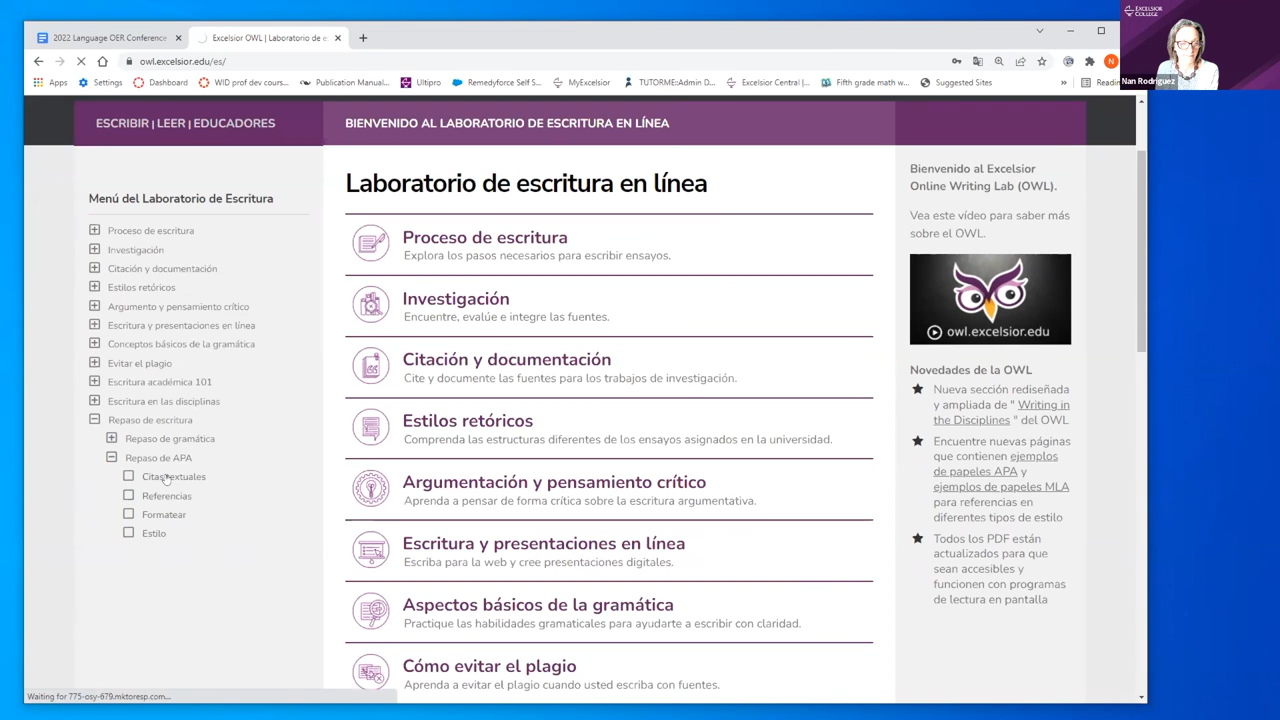 2022 Language OER Conference
Excelsior OWL | Laboratorio de e
owl.excelsior.edu/es/
Apps
Settings
Dashboard
WID prof dev cours...
Publication Manual...
Ultipro
Remedyforce Self S...
MyExcelsior
TUTORME::Admin D...
Excelsior Central |...
Fifth grade math w...
Suggested Sites
»
Readin
EXCELSIOR
COLLEGE
Nan Rodriguez
N
ESCRIBIR | LEER | EDUCADORES
BIENVENIDO AL LABORATORIO DE ESCRITURA EN LÍNEA
Menú del Laboratorio de Escritura
Proceso de escritura
Investigación
Citación y documentación
Estilos retóricos
Argumento y pensamiento crítico
Escritura y presentaciones en línea
Conceptos básicos de la gramática
Evitar el plagio
Escritura académica 101
Escritura en las disciplinas
Repaso de escritura
Repaso de gramática
Repaso de APA
Citas textuales
Referencias
Formatear
Estilo
Laboratorio de escritura en línea
Proceso de escritura
Explora los pasos necesarios para escribir ensayos.
Investigación
Encuentre, evalúe e integre las fuentes.
Citación y documentación
Cite y documente las fuentes para los trabajos de investigación.
Estilos retóricos
Comprenda las estructuras diferentes de los ensayos asignados en la universidad.
Argumentación y pensamiento crítico
Aprenda a pensar de forma crítica sobre la escritura argumentativa.
Escritura y presentaciones en línea
Escriba para la web y cree presentaciones digitales.
Aspectos básicos de la gramática
Practique las habilidades gramaticales para ayudarte a escribir con claridad.
Cómo evitar el plagio
Aprenda a evitar el plagio cuando usted escriba con fuentes.
Bienvenido al Excelsior
Online Writing Lab (OWL).
Vea este vídeo para saber más
sobre el OWL.
owl.excelsior.edu
Novedades de la OWL
Nueva sección rediseñada
y ampliada de " Writing in
the Disciplines " del OWL
Encuentre nuevas páginas
que contienen ejemplos
de papeles APA y
ejemplos de papeles MLA
para referencias en
diferentes tipos de estilo
Todos los PDF están
actualizados para que
sean accesibles y
funcionen con programas
de lectura en pantalla
Waiting for 775-osy-679.mktoresp.com...